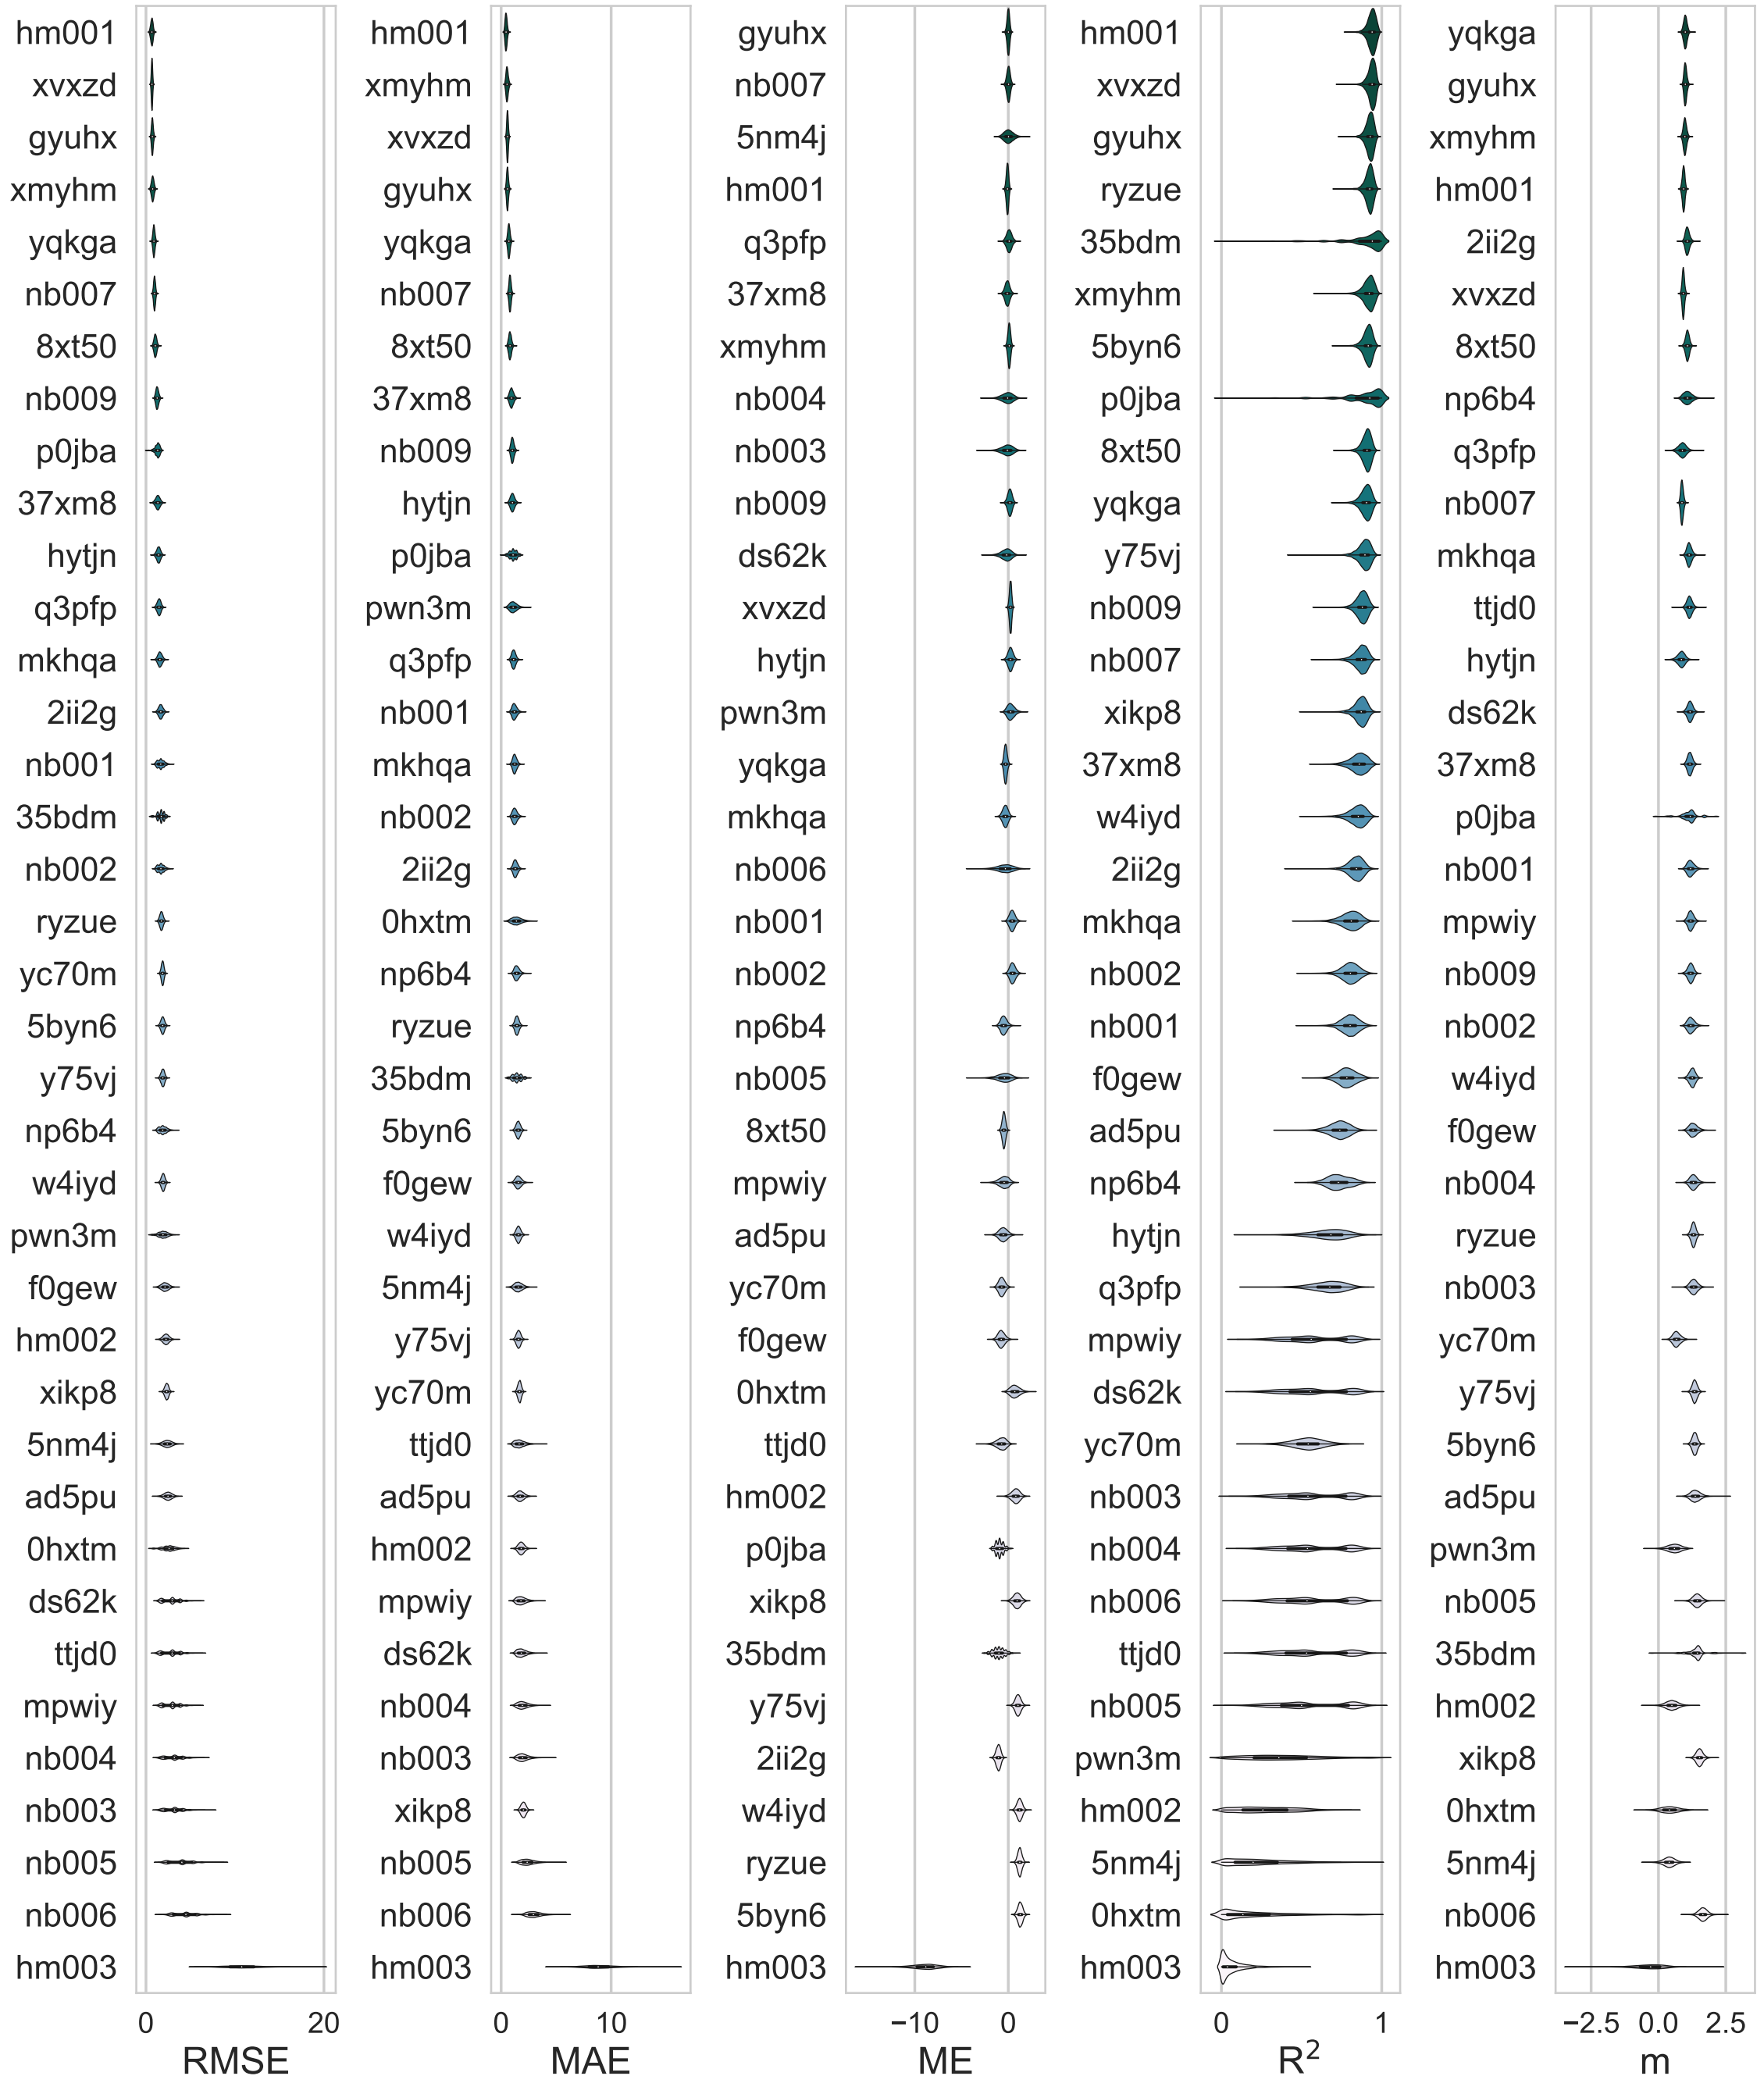 hm001 hm001 gyuhx hm001 yqkga
xvxzd xmyhm nb007 xvxzd gyuhx
gyuhx xvxzd 5nm4j gyuhx xmyhm
xmyhm gyuhx hm001 ryzue hm001
yqkga yqkga q3pfp 35bdm 2ii2g
nb007 nb007 37xm8 xmyhm xvxzd
8xt50 8xt50 xmyhm 5byn6 8xt50
nb009 37xm8 nb004 p0jba np6b4
p0jba nb009 nb003 8xt50 q3pfp
37xm8 hytjn nb009 yqkga nb007
hytjn p0jba ds62k y75vj mkhqa
q3pfp pwn3m xvxzd nb009 ttjd0
mkhqa q3pfp hytjn nb007 hytjn
2ii2g nb001 pwn3m xikp8 ds62k
nb001 mkhqa yqkga 37xm8 37xm8
35bdm nb002 mkhqa w4iyd p0jba
nb002 2ii2g nb006 2ii2g nb001
ryzue 0hxtm nb001 mkhqa mpwiy
yc70m np6b4 nb002 nb002 nb009
5byn6 ryzue np6b4 nb001 nb002
y75vj 35bdm nb005 f0gew w4iyd
np6b4 5byn6 8xt50 ad5pu f0gew
w4iyd f0gew mpwiy np6b4 nb004
pwn3m w4iyd ad5pu hytjn ryzue
f0gew 5nm4j yc70m q3pfp nb003
hm002 y75vj f0gew mpwiy yc70m
xikp8 yc70m 0hxtm ds62k y75vj
5nm4j ttjd0 ttjd0 yc70m 5byn6
ad5pu ad5pu hm002 nb003 ad5pu
0hxtm hm002 p0jba nb004 pwn3m
ds62k mpwiy xikp8 nb006 nb005
ttjd0 ds62k 35bdm ttjd0 35bdm
mpwiy nb004 y75vj nb005 hm002
nb004 nb003 2ii2g pwn3m xikp8
nb003 xikp8 w4iyd hm002 0hxtm
nb005 nb005 ryzue 5nm4j 5nm4j
nb006 nb006 5byn6 0hxtm nb006
hm003 hm003 hm003 hm003 hm003
0 20 0 10 −10 0 0 1 −2.5 0.0 2.5
RMSE MAE ME R² m